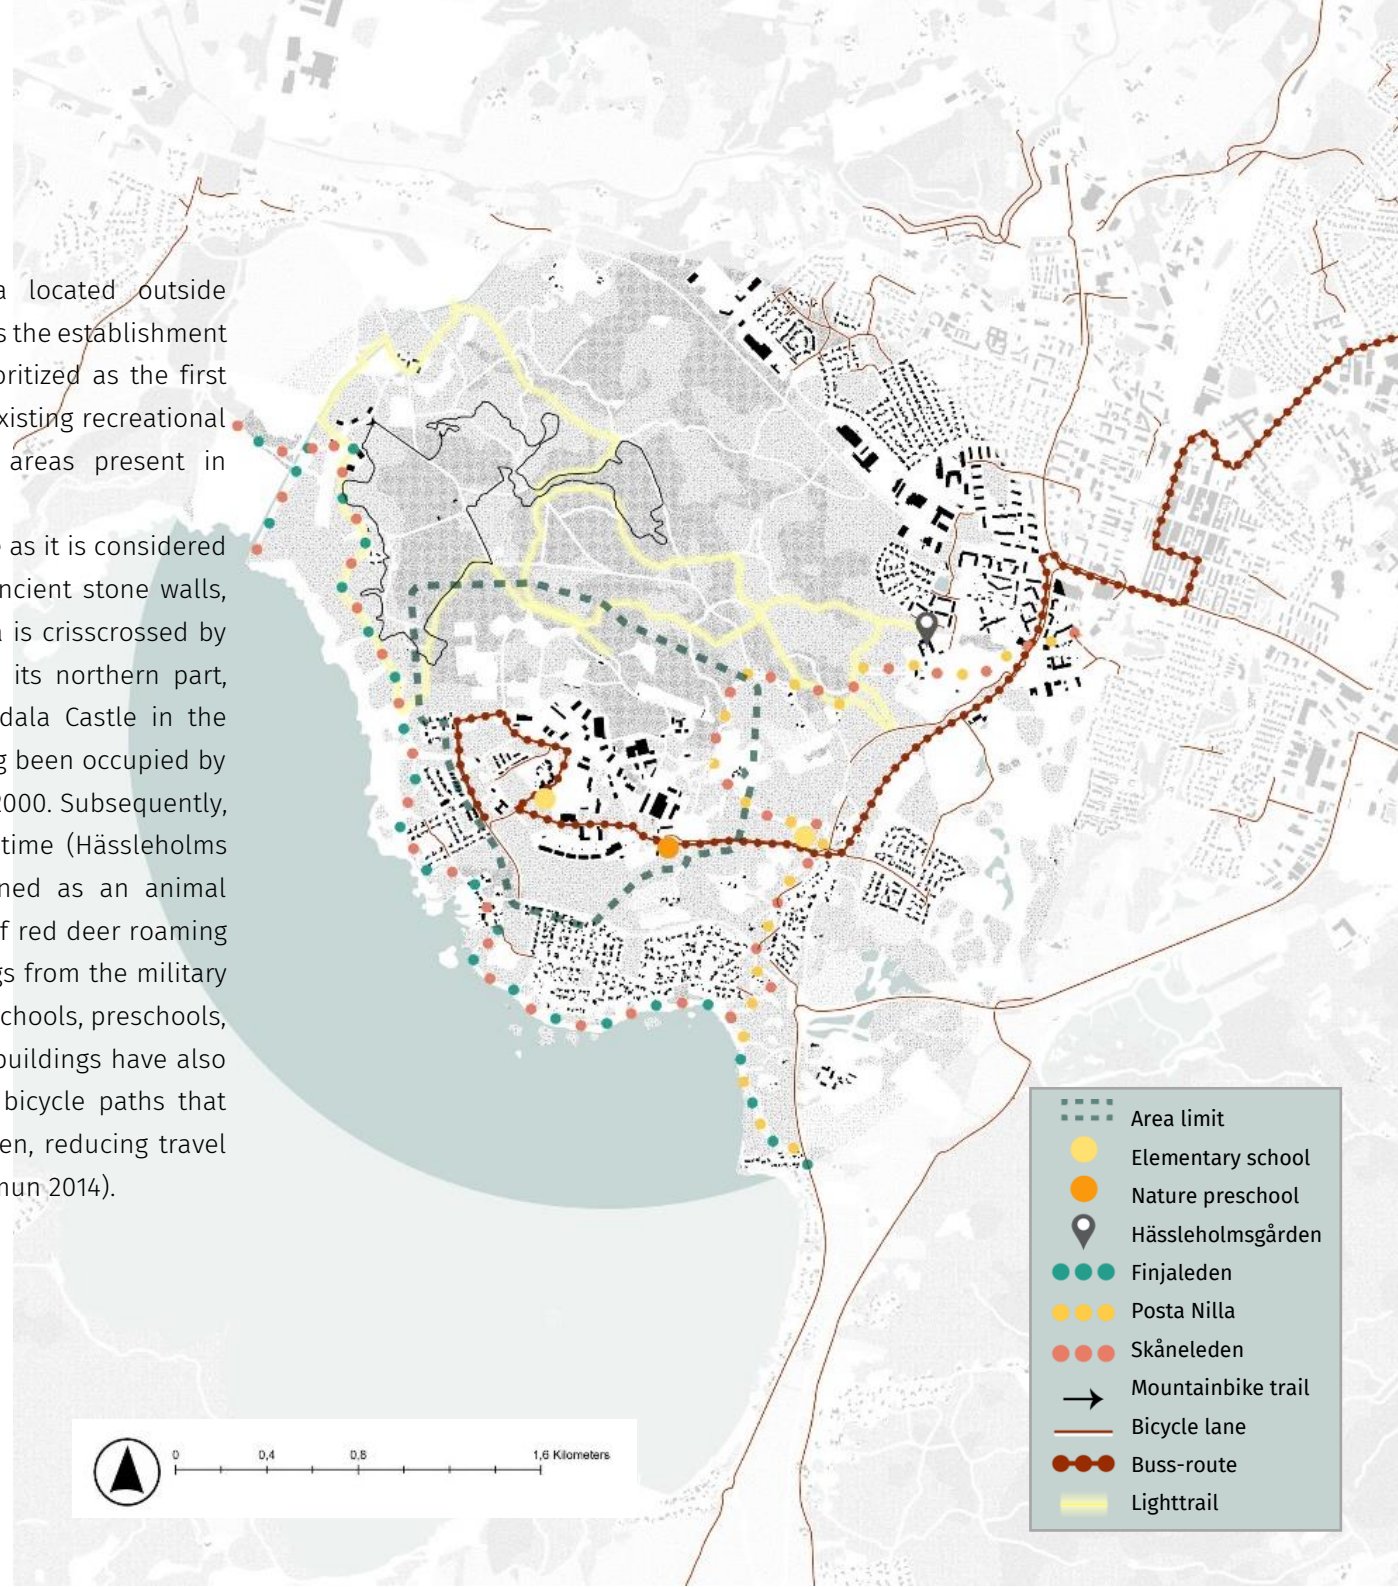 a located outside
s the establishment
oritized as the first
xisting recreational
areas present in
e as it is considered
ncient stone walls,
a is crisscrossed by
its northern part,
dala Castle in the
g been occupied by
2000. Subsequently,
time (Hässleholms
ned as an animal
of red deer roaming
gs from the military
chools, preschools,
buildings have also
bicycle paths that
en, reducing travel
mun 2014).
Area limit
Elementary school
Nature preschool
Hässleholmsgården
Finjaleden
Posta Nilla
Skåneleden
Mountainbike trail
Bicycle lane
Buss-route
Lighttrail
0 0,4 0,8 1,6 Kilometers